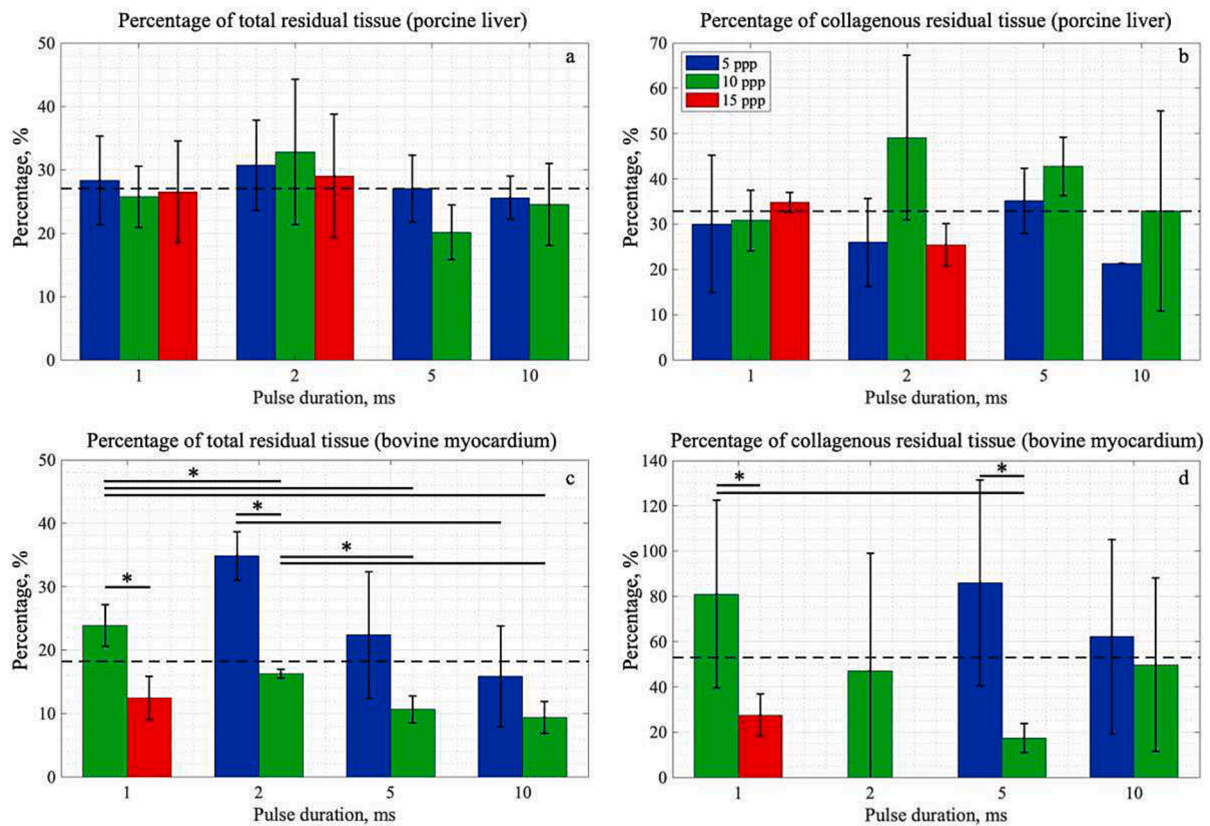 Percentage of total residual tissue (porcine liver)
a
50
40
30
20
10
0
Percentage, %
1 2 5 10
Pulse duration, ms
Percentage of collagenous residual tissue (porcine liver)
b
5 ppp
10 ppp
15 ppp
70
60
50
40
30
20
10
0
Percentage, %
1 2 5 10
Pulse duration, ms
Percentage of total residual tissue (bovine myocardium)
c
*
*
*
*
50
40
30
20
10
0
Percentage, %
1 2 5 10
Pulse duration, ms
Percentage of collagenous residual tissue (bovine myocardium)
d
* *
140
120
100
80
60
40
20
0
Percentage, %
1 2 5 10
Pulse duration, ms